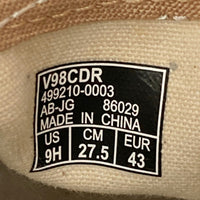 V98CDR
499210-0003
AB-JG 86029
MADE IN CHINA
US CM EUR
9H 27.5 43